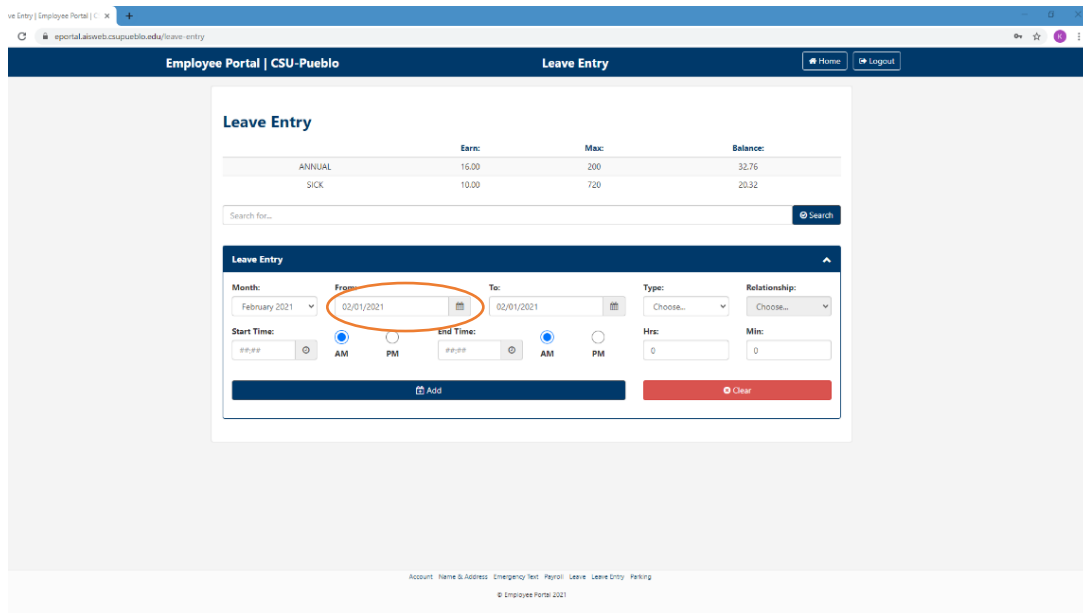 ve Entry | Employee Portal | C
eportal.aisweb.csupueblo.edu/leave-entry
K
Employee Portal | CSU-Pueblo Leave Entry Home Logout
Leave Entry
Earn: Max: Balance:
ANNUAL 16.00 200 32.76
SICK 10.00 720 20.32
Search for... Search
Leave Entry
Month: From: To: Type: Relationship:
February 2021 02/01/2021 02/01/2021 Choose... Choose...
Start Time: End Time: Hrs: Min:
##:## AM PM ##:## AM PM 0 0
Add Clear
Account Name & Address Emergency Text Payroll Leave Leave Entry Parking
© Employee Portal 2021